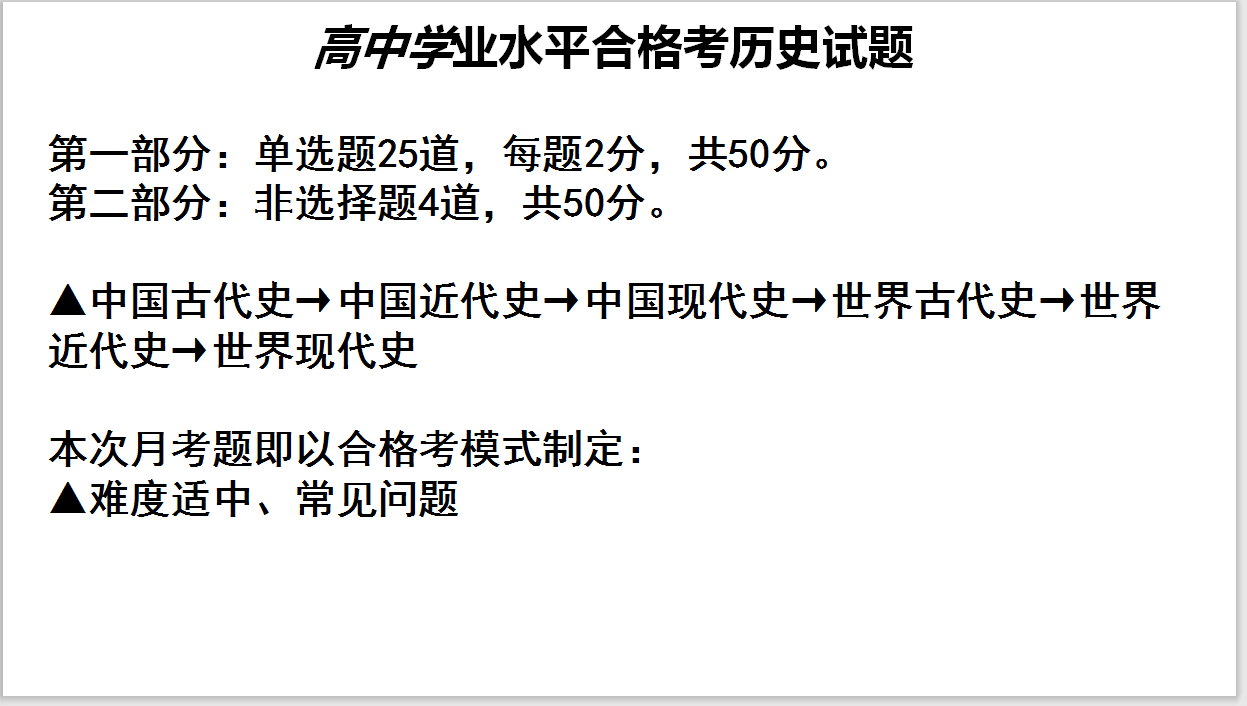 高中学业水平合格考历史试题
第一部分：单选题25道，每题2分，共50分。
第二部分：非选择题4道，共50分。
▲中国古代史→中国近代史→中国现代史→世界古代史→世界
近代史→世界现代史
本次月考题即以合格考模式制定：
▲难度适中、常见问题